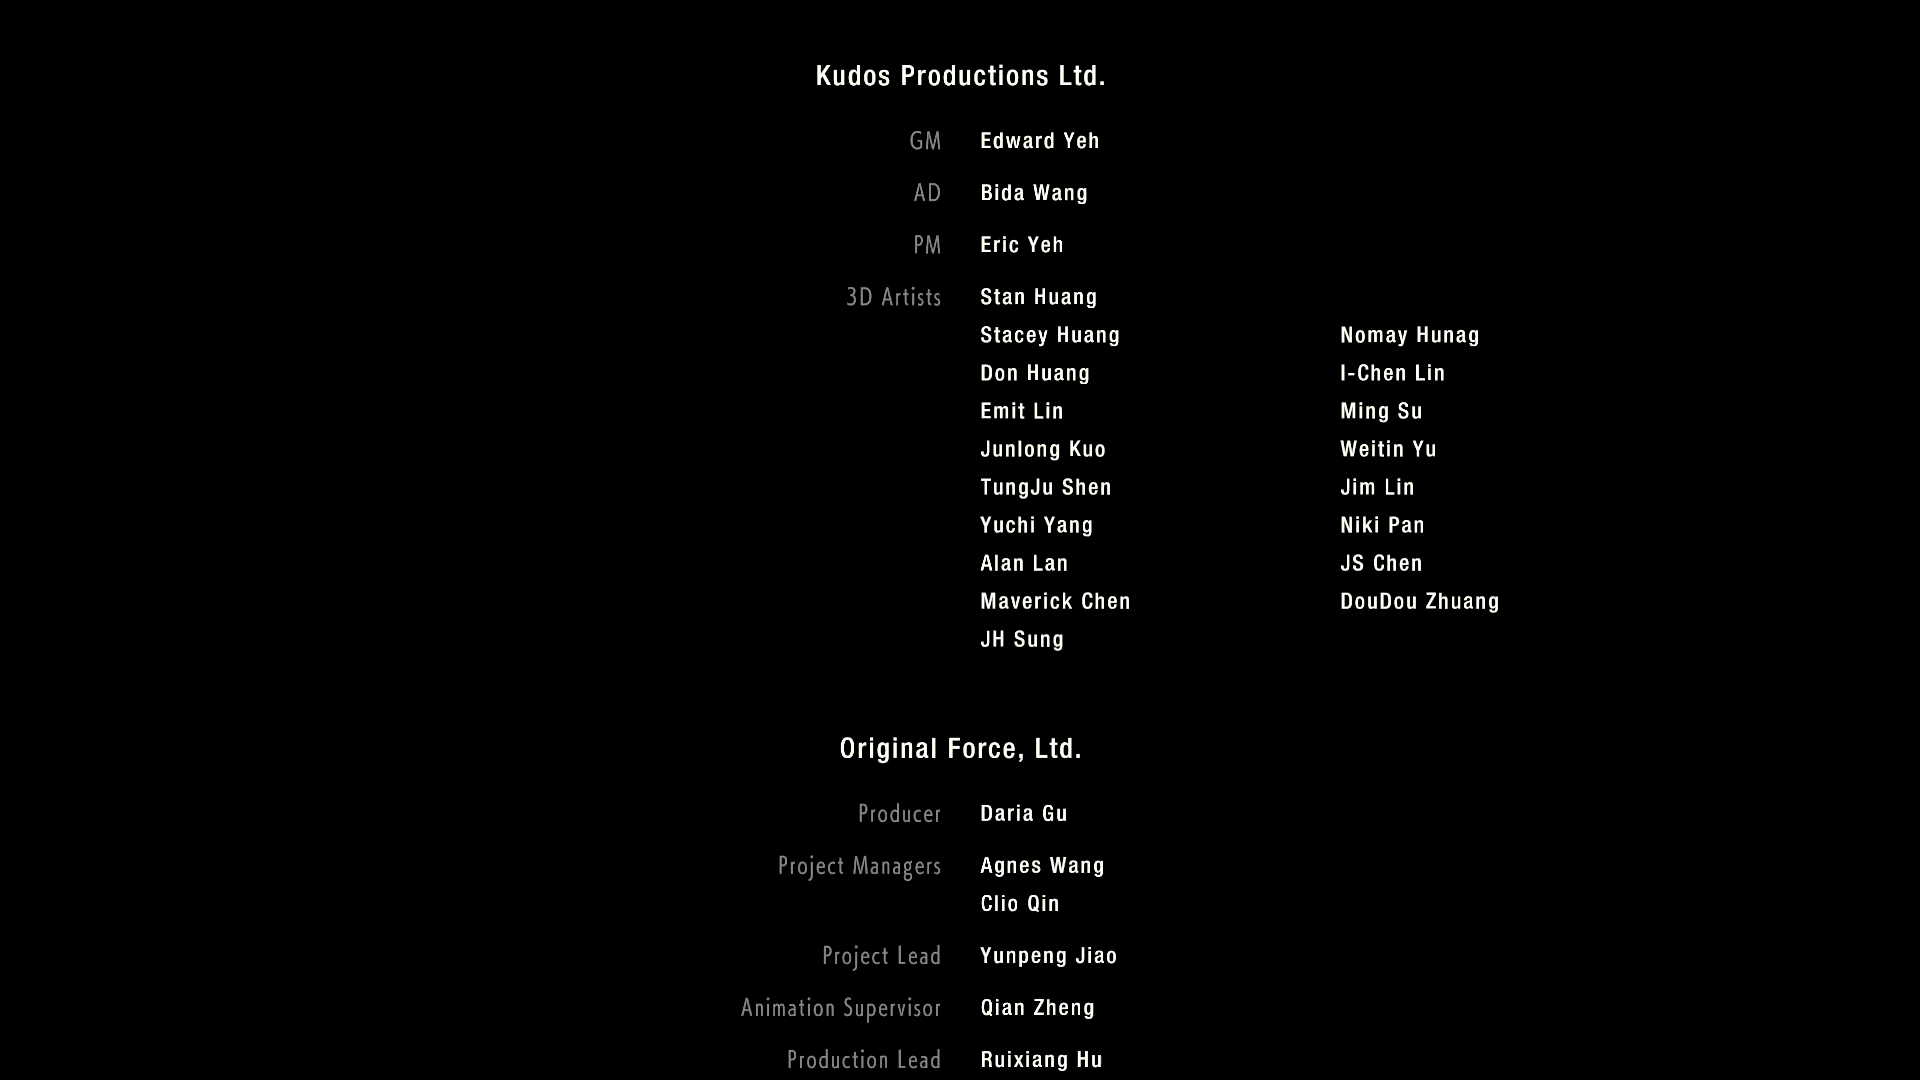 Kudos Productions Ltd.
GM Edward Yeh
AD Bida Wang
PM Eric Yeh
3D Artists Stan Huang
Stacey Huang Nomay Hunag
Don Huang I-Chen Lin
Emit Lin Ming Su
Junlong Kuo Weitin Yu
TungJu Shen Jim Lin
Yuchi Yang Niki Pan
Alan Lan JS Chen
Maverick Chen DouDou Zhuang
JH Sung
Original Force, Ltd.
Producer Daria Gu
Project Managers Agnes Wang
Clio Qin
Project Lead Yunpeng Jiao
Animation Supervisor Qian Zheng
Production Lead Ruixiang Hu